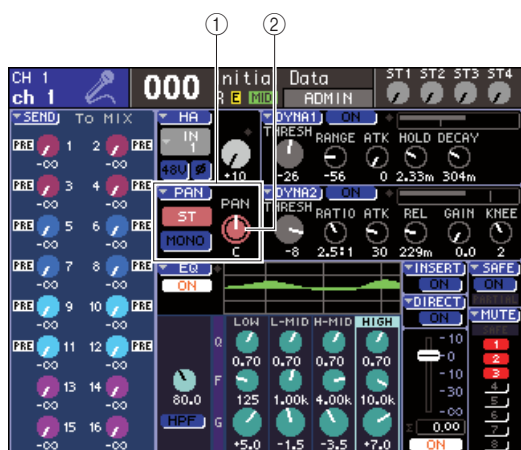 ① ②
CH 1 ch 1 000 Initia Data R E MID ADMIN ST1 ST2 ST3 ST4
SEND To MIX
PRE 1 2 PRE
-∞ -∞
PRE 3 4 PRE
-∞ -∞
PRE 5 6 PRE
-∞ -∞
PRE 7 8 PRE
-∞ -∞
PRE 9 10 PRE
-∞ -∞
PRE 11 12 PRE
-∞ -∞
13 14
-∞ -∞
15 16
-∞ -∞
HA
IN 1
48V ø
+10
DYNA1 ON
THRESH RANGE ATK HOLD DECAY
-26 -56 0 2.33m 304m
PAN
ST PAN
MONO
C
DYNA2 ON
THRESH RATIO ATK REL GAIN KNEE
-8 2.5:1 30 229m 0.0 2
EQ
ON
LOW L-MID H-MID HIGH
Q 0.70 0.70 0.70 0.70
80.0 F 125 1.00k 4.00k 10.0k
HPF G +5.0 -1.5 -3.5 +7.0
INSERT
ON
DIRECT
ON
-10
-0
-10
-30
-∞
Σ 0.00
ON
SAFE
ON
PARTIAL
MUTE
SAFE
1
2
3
4
5
6
7
8